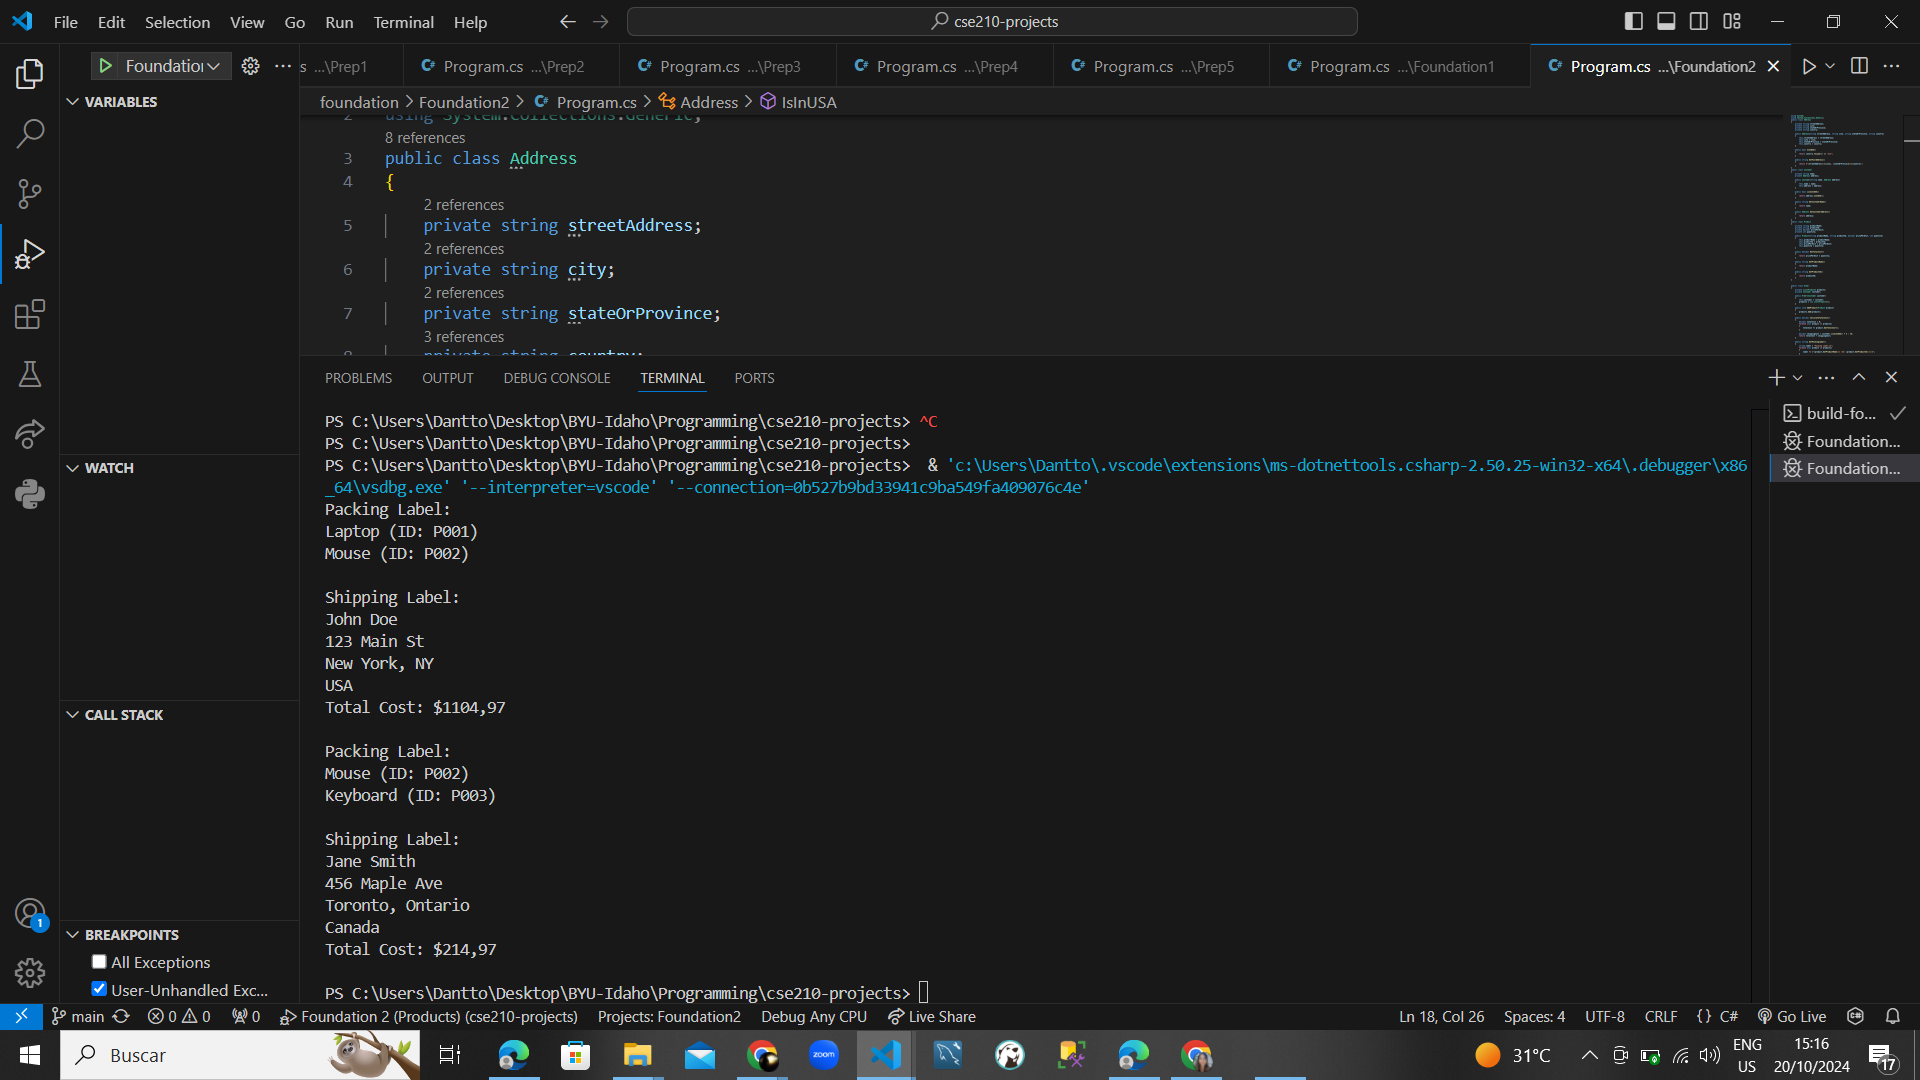 File Edit Selection View Go Run Terminal Help
cse210-projects
Foundation
s ...\Prep1
Program.cs ...\Prep2
Program.cs ...\Prep3
Program.cs ...\Prep4
Program.cs ...\Prep5
Program.cs ...\Foundation1
Program.cs ...\Foundation2
foundation > Foundation2 > Program.cs > Address > IsInUSA
VARIABLES
2 using System.Collections.Generic;
8 references
3 public class Address
4 {
2 references
5 private string streetAddress;
2 references
6 private string city;
2 references
7 private string stateOrProvince;
3 references
8 private string country;
PROBLEMS OUTPUT DEBUG CONSOLE TERMINAL PORTS
PS C:\Users\Dantto\Desktop\BYU-Idaho\Programming\cse210-projects> ^C
PS C:\Users\Dantto\Desktop\BYU-Idaho\Programming\cse210-projects>
PS C:\Users\Dantto\Desktop\BYU-Idaho\Programming\cse210-projects> & 'c:\Users\Dantto\.vscode\extensions\ms-dotnettools.csharp-2.50.25-win32-x64\.debugger\x86
_64\vsdbg.exe' '--interpreter=vscode' '--connection=0b527b9bd33941c9ba549fa409076c4e'
Packing Label:
Laptop (ID: P001)
Mouse (ID: P002)
Shipping Label:
John Doe
123 Main St
New York, NY
USA
Total Cost: $1104,97
Packing Label:
Mouse (ID: P002)
Keyboard (ID: P003)
Shipping Label:
Jane Smith
456 Maple Ave
Toronto, Ontario
Canada
Total Cost: $214,97
PS C:\Users\Dantto\Desktop\BYU-Idaho\Programming\cse210-projects>
build-fo...
Foundation...
Foundation...
WATCH
CALL STACK
BREAKPOINTS
All Exceptions
User-Unhandled Exc...
1
main 0 0 0 Foundation 2 (Products) (cse210-projects) Projects: Foundation2 Debug Any CPU Live Share
Ln 18, Col 26 Spaces: 4 UTF-8 CRLF {} C# Go Live
Buscar
zoom
31°C
ENG
US
15:16
20/10/2024
17